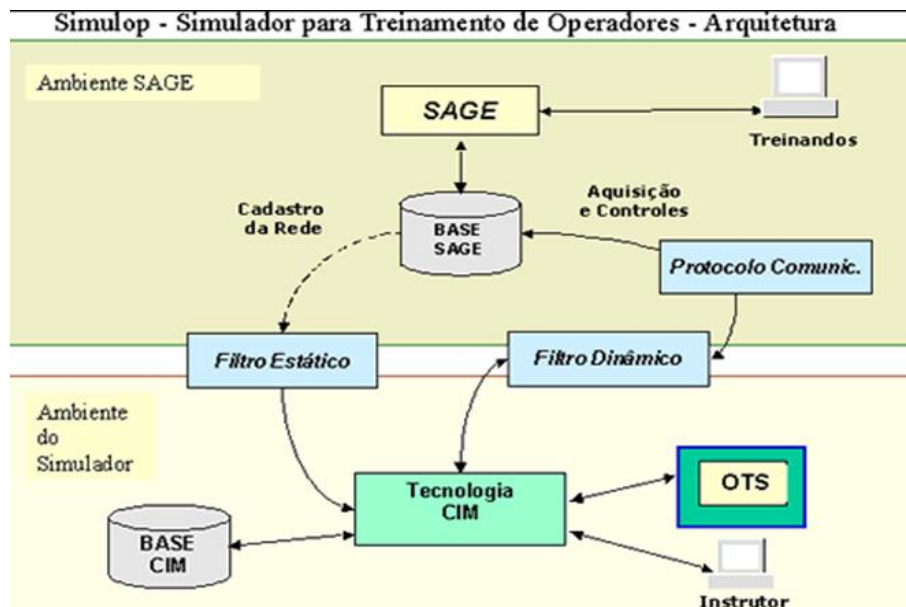 Simulop - Simulador para Treinamento de Operadores - Arquitetura
Ambiente SAGE
SAGE
Treinandos
Cadastro
da Rede
BASE
SAGE
Aquisição
e Controles
Protocolo Comunic.
Filtro Estático
Filtro Dinâmico
Ambiente
do
Simulador
Tecnologia
CIM
OTS
BASE
CIM
Instrutor